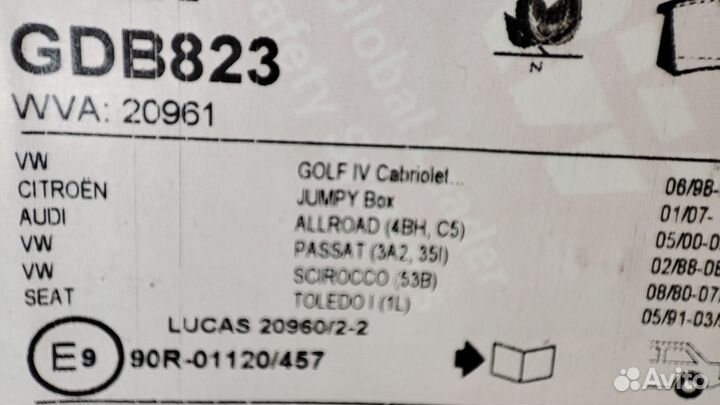 GDB823
WVA: 20961
N
VW GOLF IV Cabriolet... 06/98-
CITROËN JUMPY Box 01/07-
AUDI ALLROAD (4BH, C5) 05/00-0
VW PASSAT (3A2, 35I) 02/88-08
VW SCIROCCO (53B) 08/80-07
SEAT TOLEDO I (1L) 05/91-03/
LUCAS 20960/2-2
E9 90R-01120/457
Avito